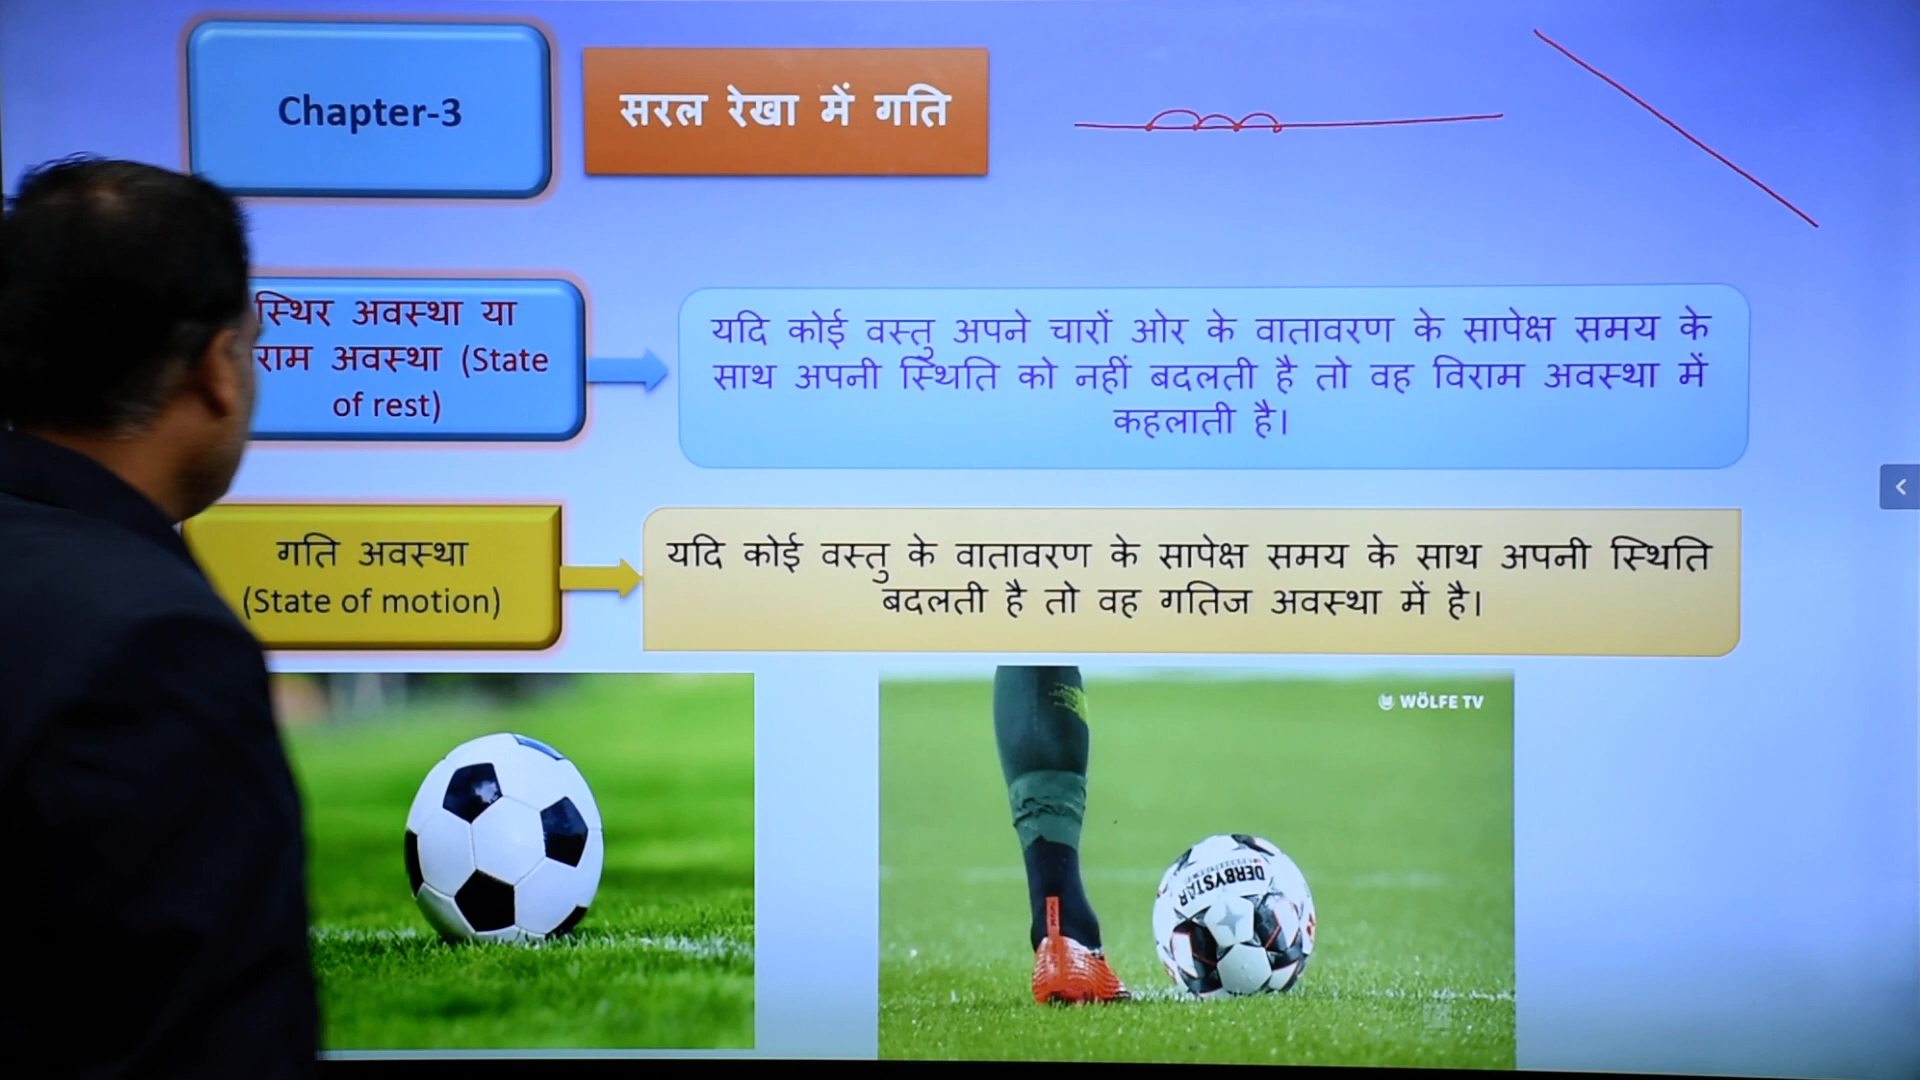 Chapter-3
सरल रेखा में गति
स्थिर अवस्था या
अवस्था (State
of rest)
यदि कोई वस्तु अपने चारों ओर के वातावरण के सापेक्ष समय के
साथ अपनी स्थिति को नहीं बदलती है तो वह विराम अवस्था में
कहलाती है।
गति अवस्था
(State of motion)
यदि कोई वस्तु के वातावरण के सापेक्ष समय के साथ अपनी स्थिति
बदलती है तो वह गतिज अवस्था में है।
WÖLFE TV
DERBYSTAR